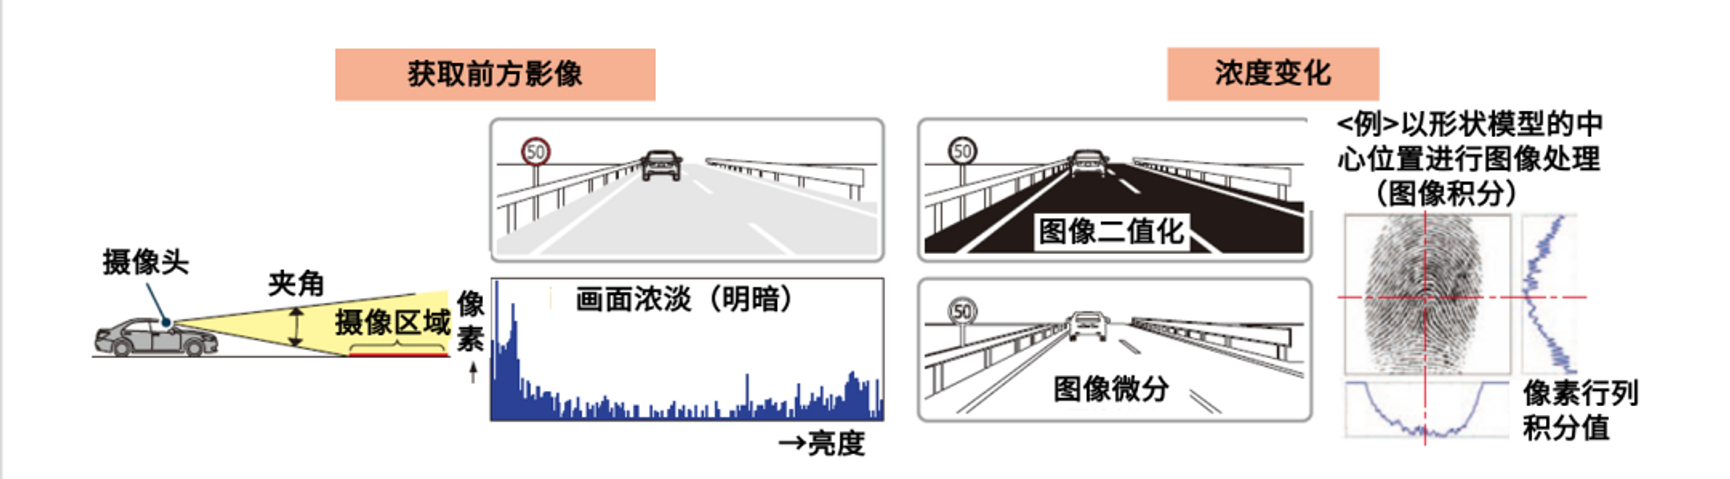 获取前方影像
浓度变化
50
50
<例>以形状模型的中
心位置进行图像处理
（图像积分）
图像二值化
摄像头
夹角
摄像区域
像
素
↑
画面浓淡（明暗）
→亮度
50
图像微分
像素行列
积分值